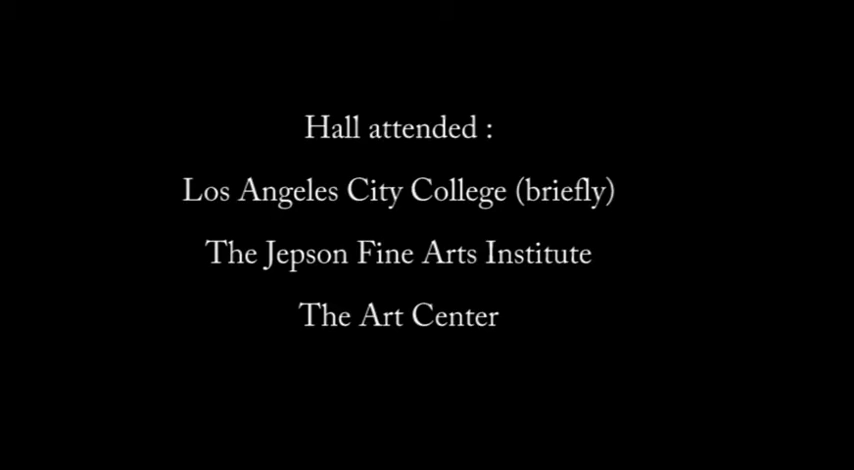 Hall attended :
Los Angeles City College (briefly)
The Jepson Fine Arts Institute
The Art Center